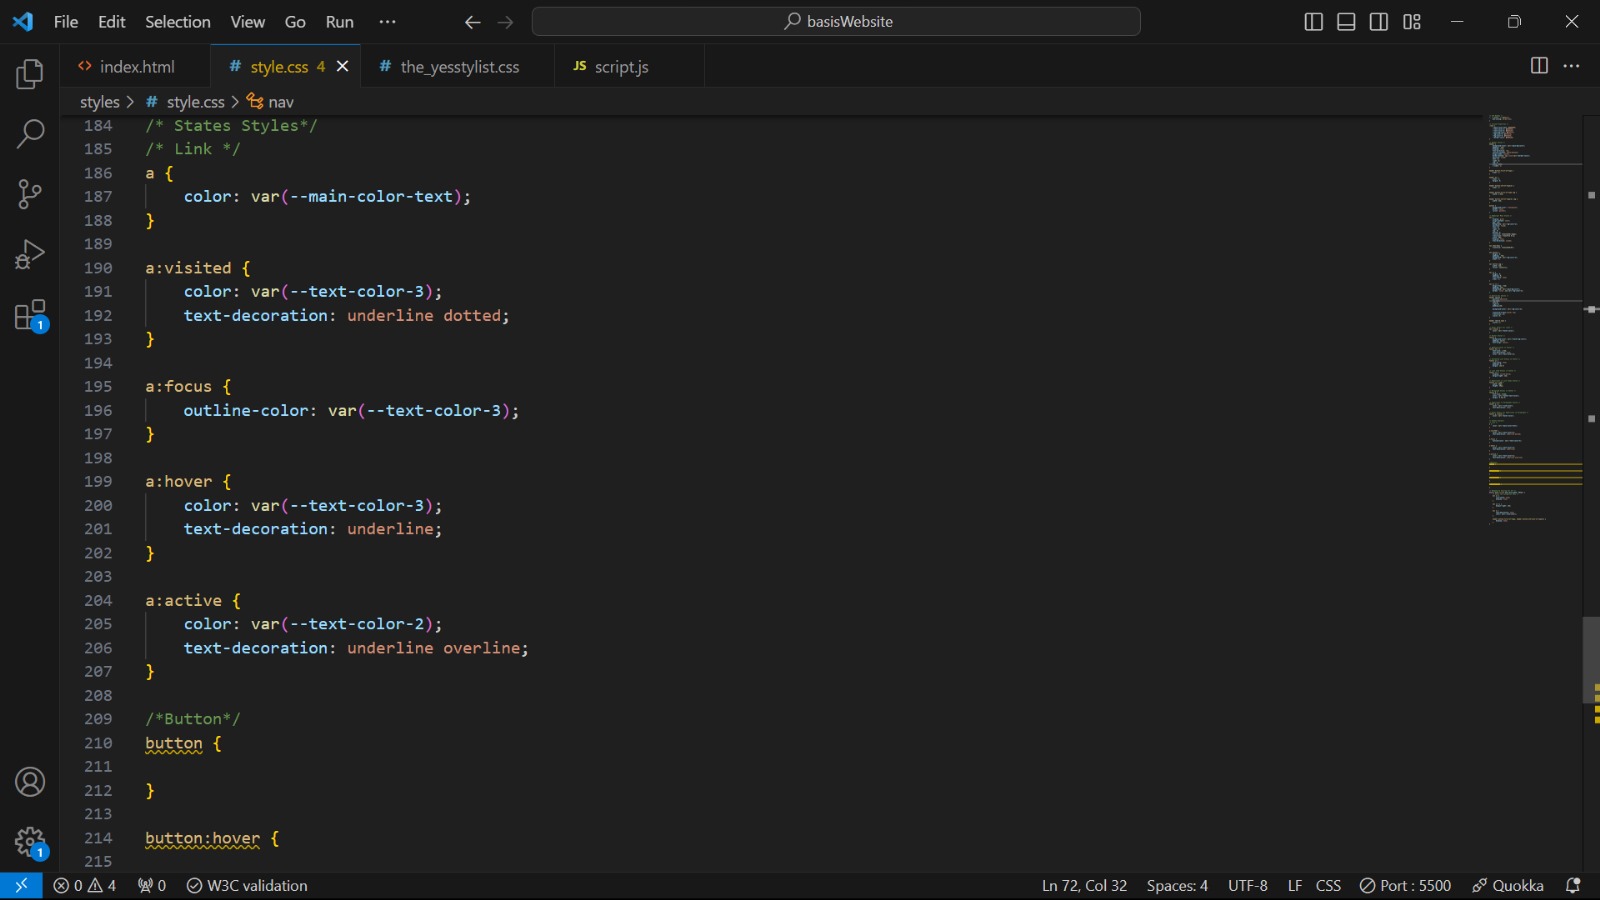 File Edit Selection View Go Run ··· basisWebsite
index.html style.css 4 the_yesstylist.css JS script.js
styles > # style.css > nav
184 /* States Styles*/
185 /* Link */
186 a {
187 color: var(--main-color-text);
188 }
189
190 a:visited {
191 color: var(--text-color-3);
192 text-decoration: underline dotted;
193 }
194
195 a:focus {
196 outline-color: var(--text-color-3);
197 }
198
199 a:hover {
200 color: var(--text-color-3);
201 text-decoration: underline;
202 }
203
204 a:active {
205 color: var(--text-color-2);
206 text-decoration: underline overline;
207 }
208
209 /*Button*/
210 button {
211
212 }
213
214 button:hover {
215
1
1
0 4 0 W3C validation Ln 72, Col 32 Spaces: 4 UTF-8 LF CSS Port : 5500 Quokka